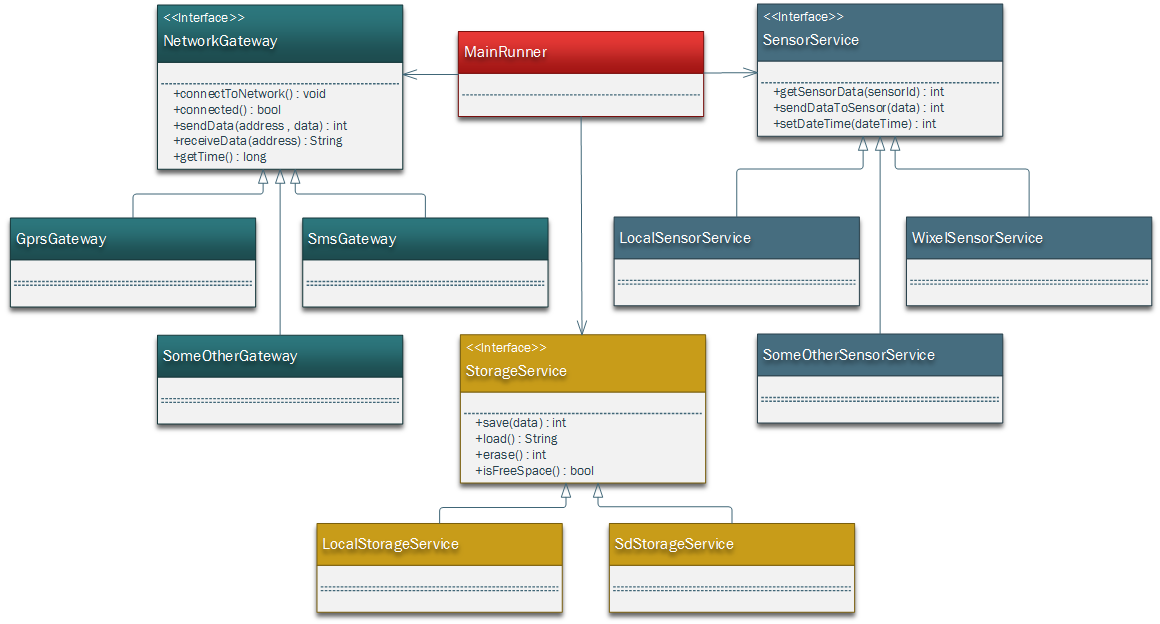 <<Interface>>
NetworkGateway
+connectToNetwork() : void
+connected() : bool
+sendData(address , data) : int
+receiveData(address) : String
+getTime() : long
MainRunner
<<Interface>>
SensorService
+getSensorData(sensorId) : int
+sendDataToSensor(data) : int
+setDateTime(dateTime) : int
GprsGateway
SmsGateway
LocalSensorService
WixelSensorService
SomeOtherGateway
<<Interface>>
StorageService
+save(data) : int
+load() : String
+erase() : int
+isFreeSpace() : bool
SomeOtherSensorService
LocalStorageService
SdStorageService